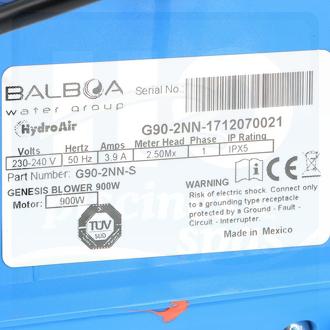 BALBOA
water group
Serial No.:
HydroAir
G90-2NN-1712070021
Volts Hertz Amps Meter Head Phase IP Rating
230-240 V 50 Hz 3.9 A 2.50Mx 1 IPX5
Part Number: G90-2NN-S
GENESIS BLOWER 900W
Motor: 900W
TÜV
SÜD
WARNING
Risk of electric shock. Connect only
to a grounding type receptacle
protected by a Ground - Fault -
Circuit - Interrupter.
Made in Mexico